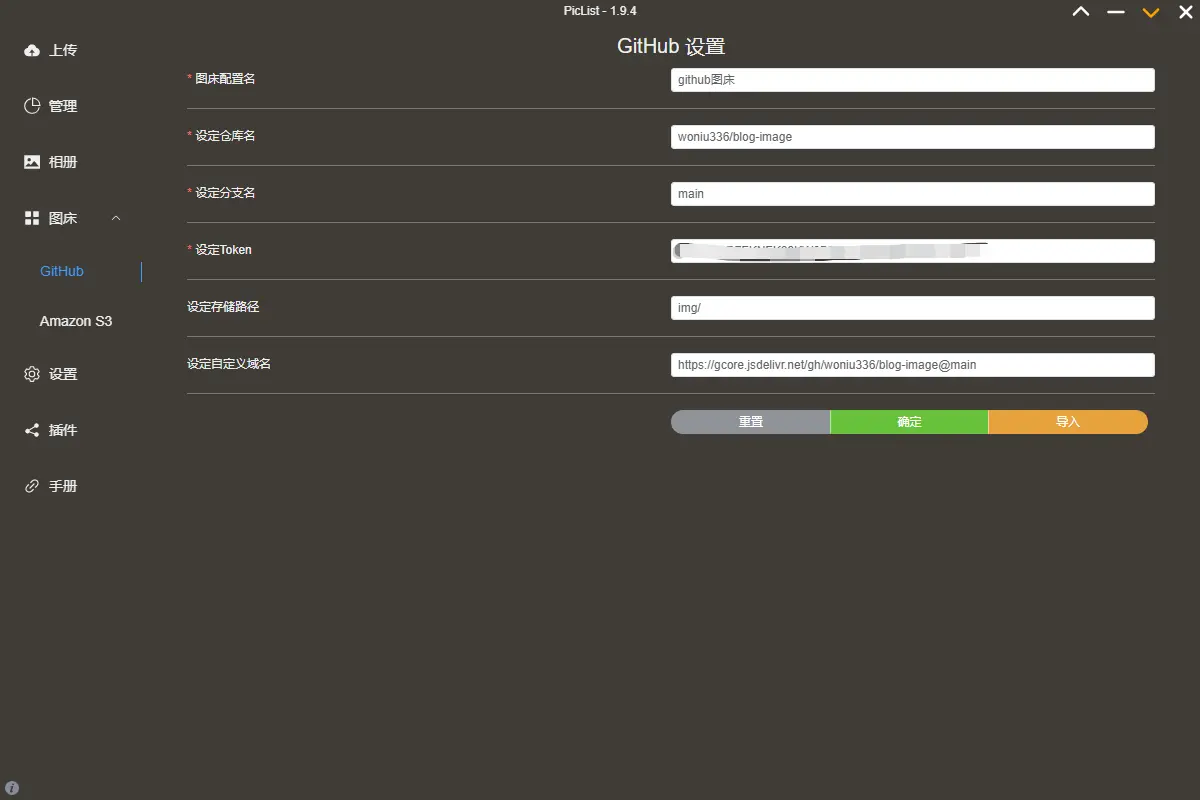 PicList - 1.9.4
上传
管理
相册
图床
GitHub
Amazon S3
设置
插件
手册
GitHub 设置
* 图床配置名
github图床
* 设定仓库名
woniu336/blog-image
* 设定分支名
main
* 设定Token
设定存储路径
img/
设定自定义域名
https://gcore.jsdelivr.net/gh/woniu336/blog-image@main
重置
确定
导入